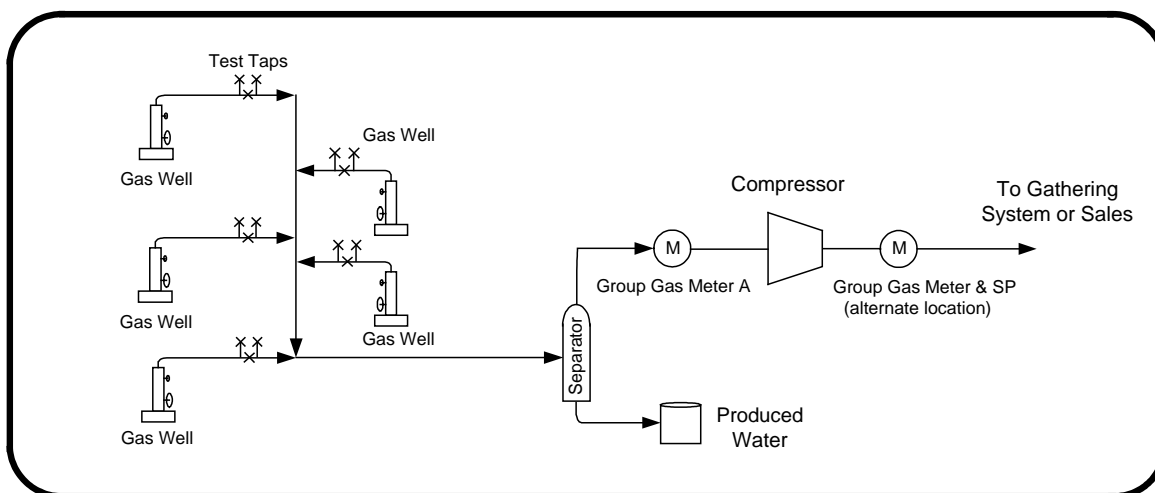 Test Taps
Gas Well
Gas Well
Compressor
To Gathering
System or Sales
M
M
Group Gas Meter A
Group Gas Meter & SP
(alternate location)
Gas Well
Gas Well
Separator
Gas Well
Produced
Water